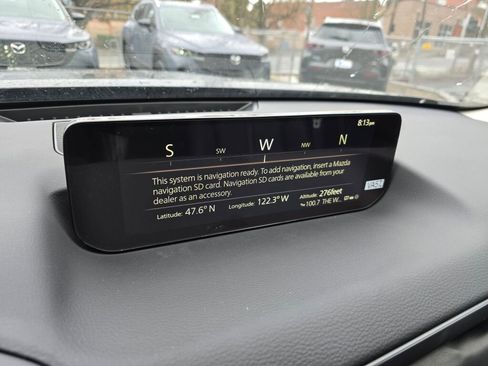 8:13pm
S SW W NW N
This system is navigation ready. To add navigation, insert a Mazda
navigation SD card. Navigation SD cards are available from your
dealer as an accessory.
Latitude: 47.6° N Longitude: 122.3° W Altitude: 276feet
100.7 THE W...